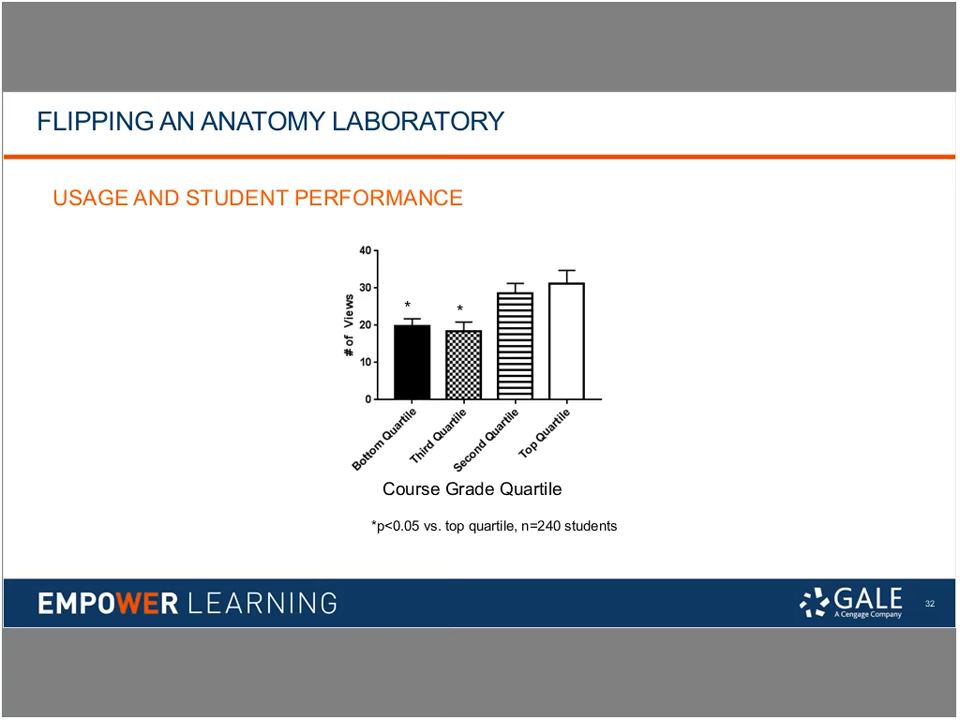 FLIPPING AN ANATOMY LABORATORY
USAGE AND STUDENT PERFORMANCE
40
30
20
10
0
# of Views
*
*
Bottom Quartile
Third Quartile
Second Quartile
Top Quartile
Course Grade Quartile
*p<0.05 vs. top quartile, n=240 students
EMPOWER LEARNING
GALE
A Cengage Company
32